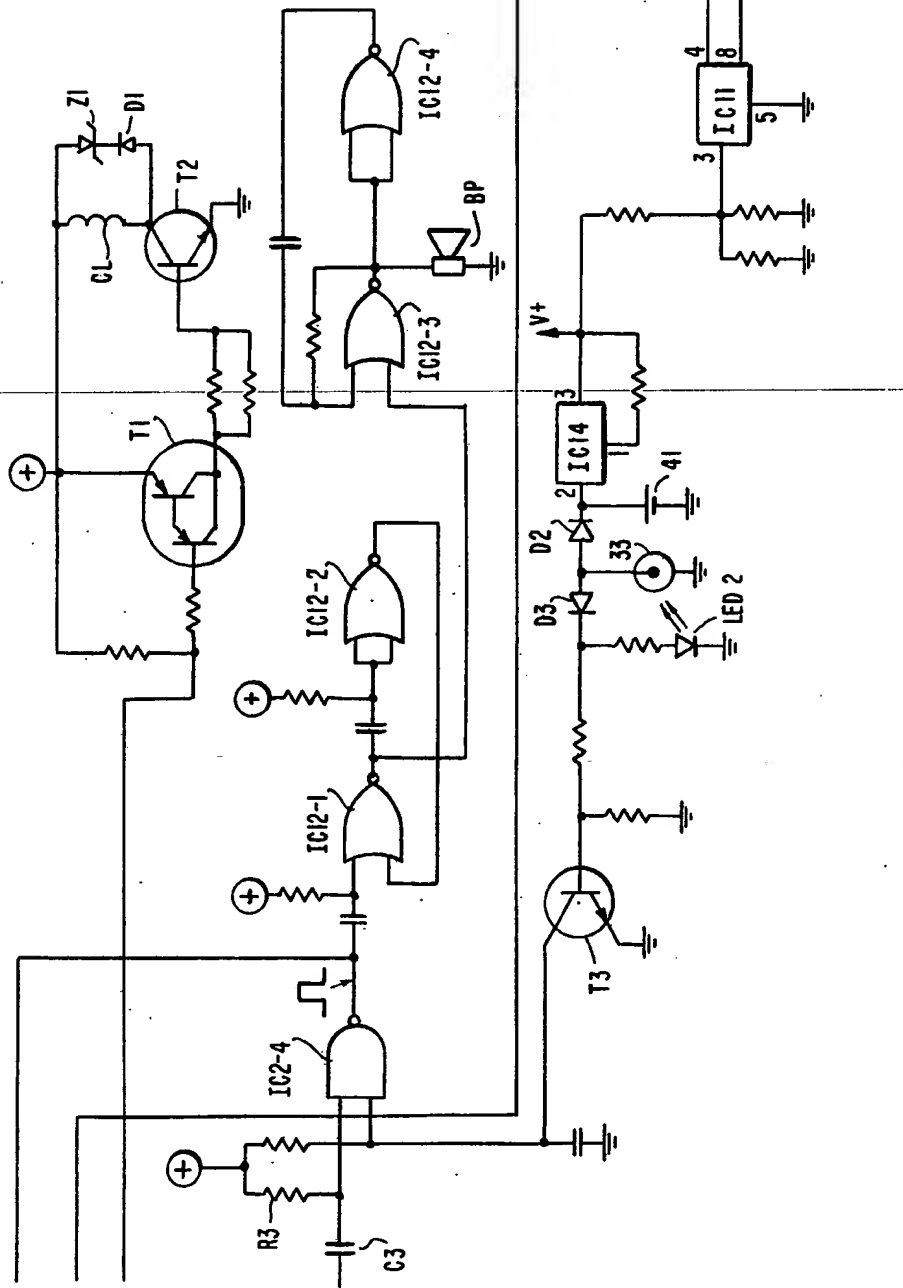 Z1
D1
T2
CL
T1
+
IC12-4
BP
IC12-3
IC12-2
+
IC12-1
+
IC2-4
+
R3
C3
4
8
IC11
3
5
V+
3
IC14
1
2
41
D2
33
D3
LED 2
T3